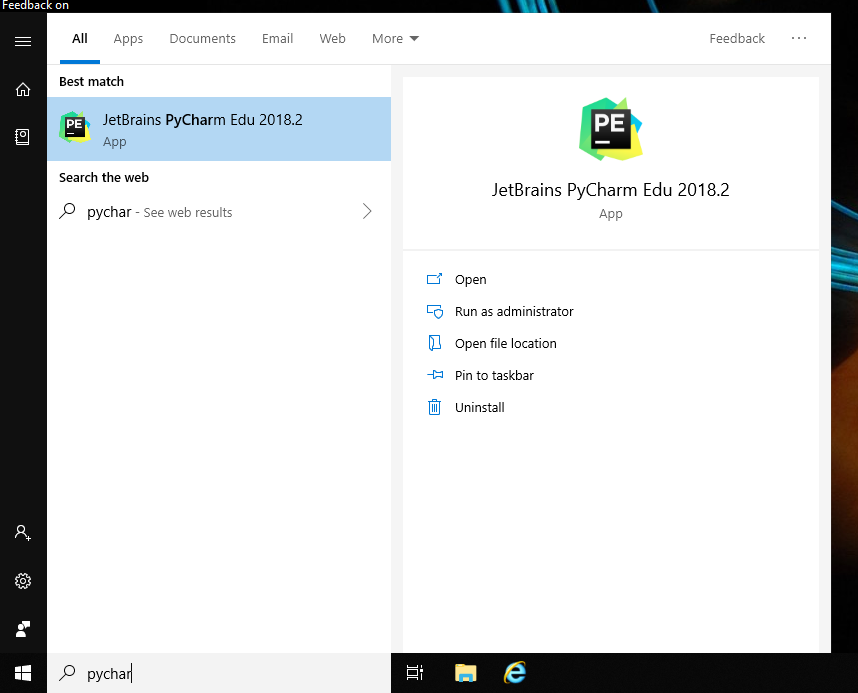 Feedback on
All Apps Documents Email Web More Feedback ···
Best match
PE JetBrains PyCharm Edu 2018.2
App
Search the web
pychar - See web results
PE
JetBrains PyCharm Edu 2018.2
App
Open
Run as administrator
Open file location
Pin to taskbar
Uninstall
pychar